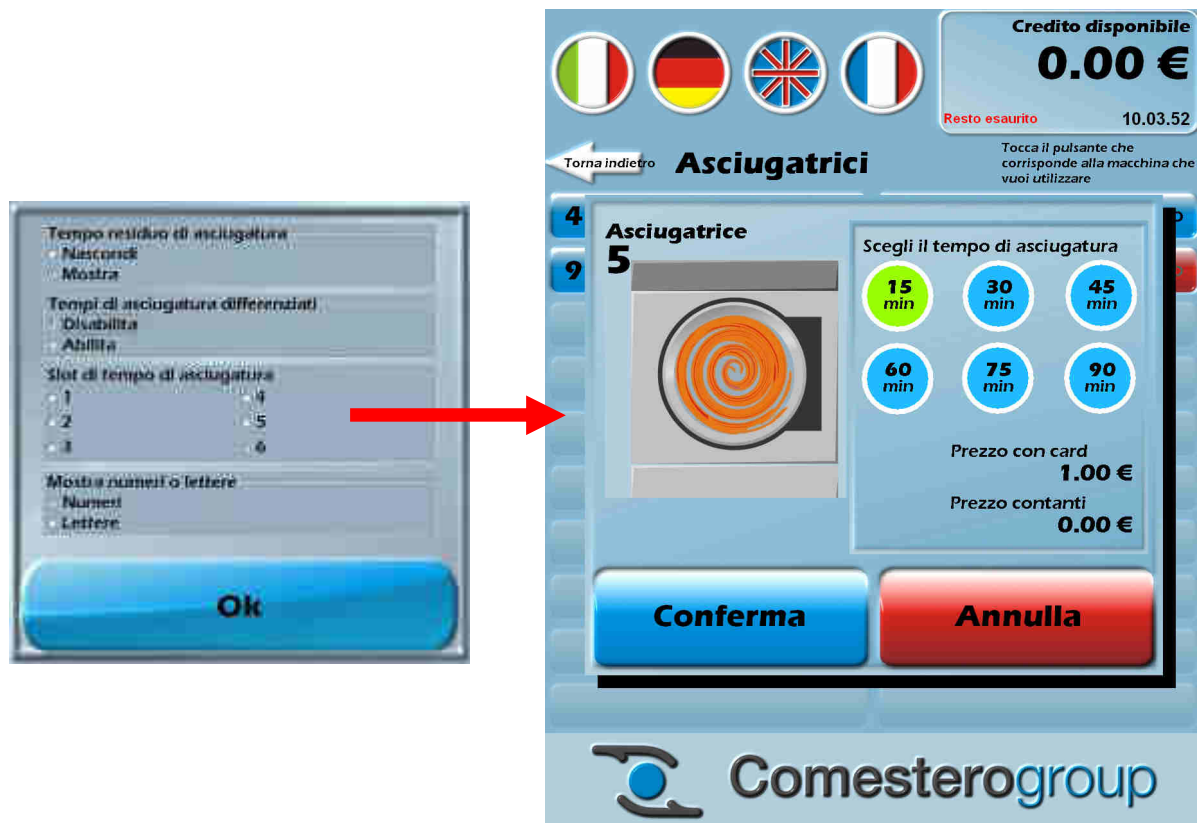 Tempo residuo di asciugatura
Nascondi
Mostra
Tempi di asciugatura differenziati
Disabilita
Abilita
Slot di tempo di asciugatura
1 4
2 5
3 6
Mostra numeri o lettere
Numeri
Lettere
Ok
Credito disponibile
0.00 €
Resto esaurito 10.03.52
Torna indietro
Asciugatrici
Tocca il pulsante che
corrisponde alla macchina che
vuoi utilizzare
4
9
Asciugatrice
5
Scegli il tempo di asciugatura
15 min
30 min
45 min
60 min
75 min
90 min
Prezzo con card
1.00 €
Prezzo contanti
0.00 €
Conferma
Annulla
Comesterogroup